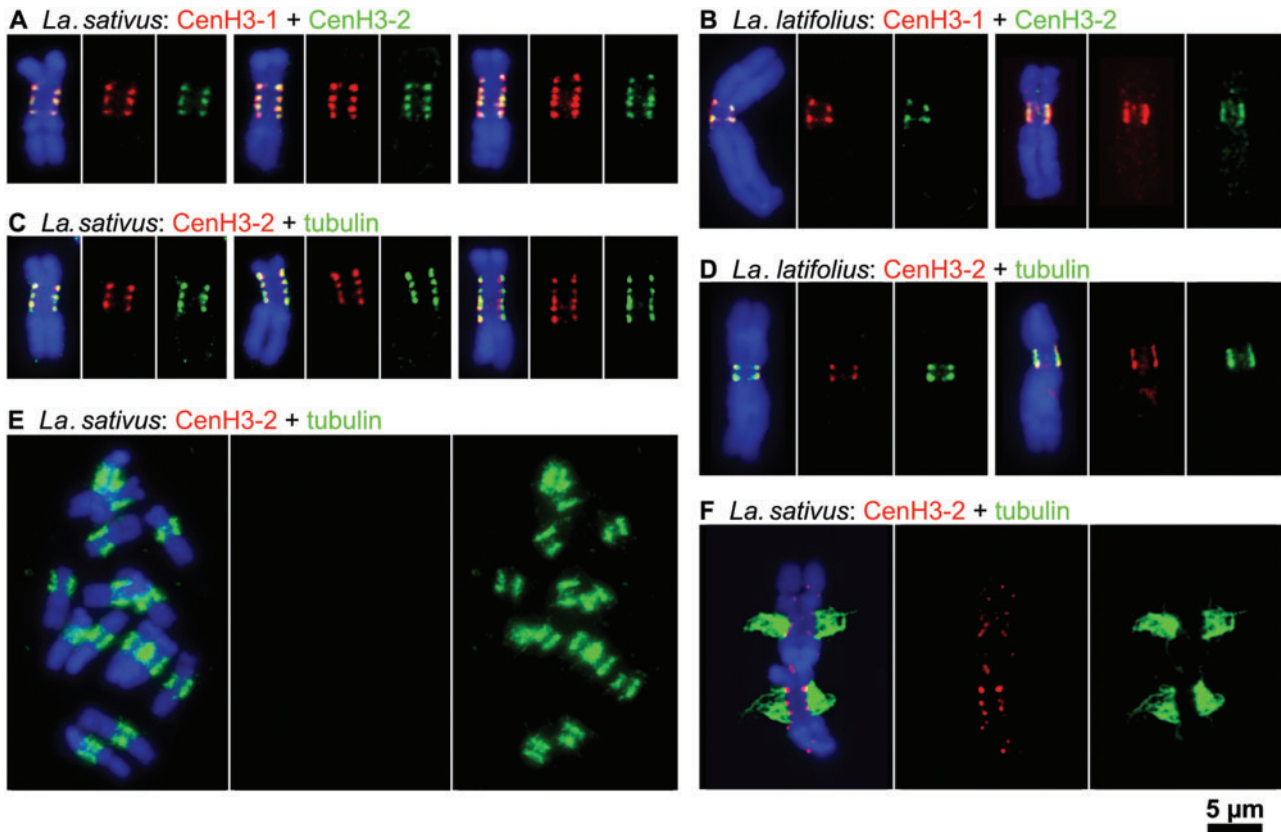 A La. sativus: CenH3-1 + CenH3-2
B La. latifolius: CenH3-1 + CenH3-2
C La. sativus: CenH3-2 + tubulin
D La. latifolius: CenH3-2 + tubulin
E La. sativus: CenH3-2 + tubulin
F La. sativus: CenH3-2 + tubulin
5 µm